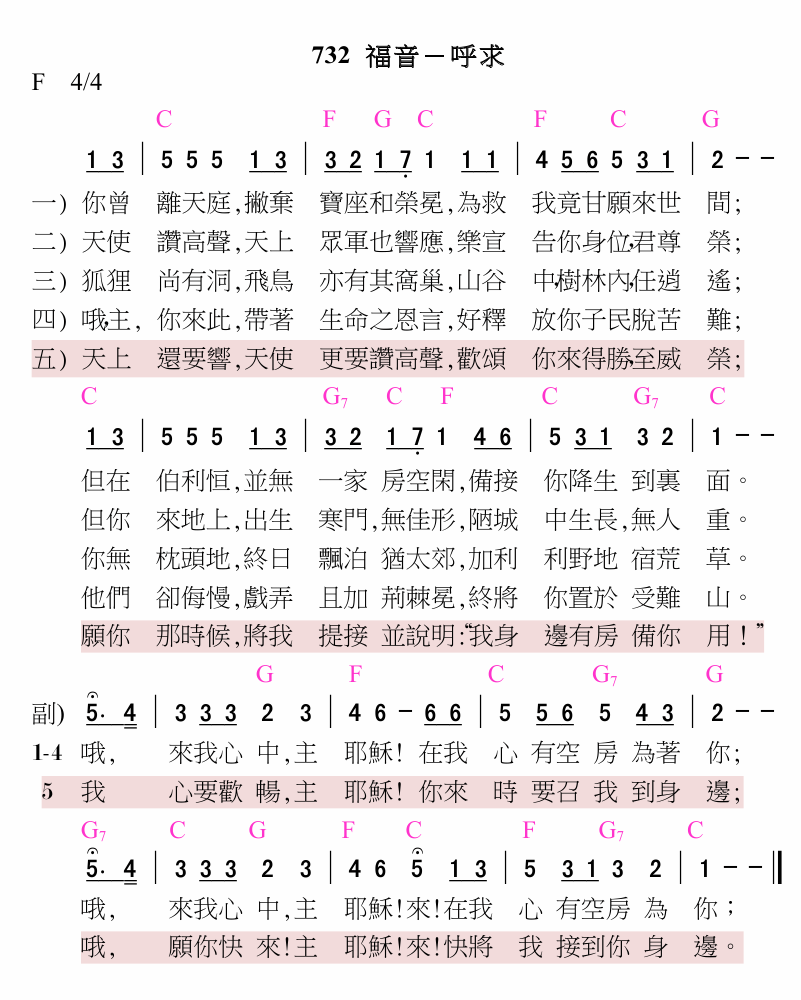 732 福音－呼求
F 4/4
C F G C F C G
1 3 | 5 5 5 1 3 | 3 2 1 7 1 1 1 | 4 5 6 5 3 1 | 2 － －
一) 你曾 離天庭,撇棄 寶座和榮冕,為救 我竟甘願來世 間;
二) 天使 讚高聲,天上 眾軍也響應,樂宣 告你身位,君尊 榮;
三) 狐狸 尚有洞,飛鳥 亦有其窩巢,山谷 中,樹林內,任逍 遙;
四) 哦,主, 你來此,帶著 生命之恩言,好釋 放你子民脫苦 難;
五) 天上 還要響,天使 更要讚高聲,歡頌 你來得勝,至威 榮;
C G7 C F C G7 C
1 3 | 5 5 5 1 3 | 3 2 1 7 1 4 6 | 5 3 1 3 2 | 1 － －
但在 伯利恒,並無 一家 房空閑,備接 你降生 到裏 面。
但你 來地上,出生 寒門,無佳形,陋城 中生長,無人 重。
你無 枕頭地,終日 飄泊 猶太郊,加利 利野地 宿荒 草。
他們 卻侮慢,戲弄 且加 荊棘冕,終將 你置於 受難 山。
願你 那時候,將我 提接 並說明:“我身 邊有房 備你 用！”
G F C G7 G
副) 5. 4 | 3 3 3 2 3 | 4 6 － 6 6 | 5 5 6 5 4 3 | 2 － －
1-4 哦, 來我心 中,主 耶穌! 在我 心 有空 房 為著 你;
5 我 心要歡 暢,主 耶穌! 你來 時 要召 我 到身 邊;
G7 C G F C F G7 C
5. 4 | 3 3 3 2 3 | 4 6 5 1 3 | 5 3 1 3 2 | 1 － －
哦, 來我心 中,主 耶穌!來!在我 心 有空房 為 你；
哦, 願你快 來!主 耶穌!來!快將 我 接到你 身 邊。